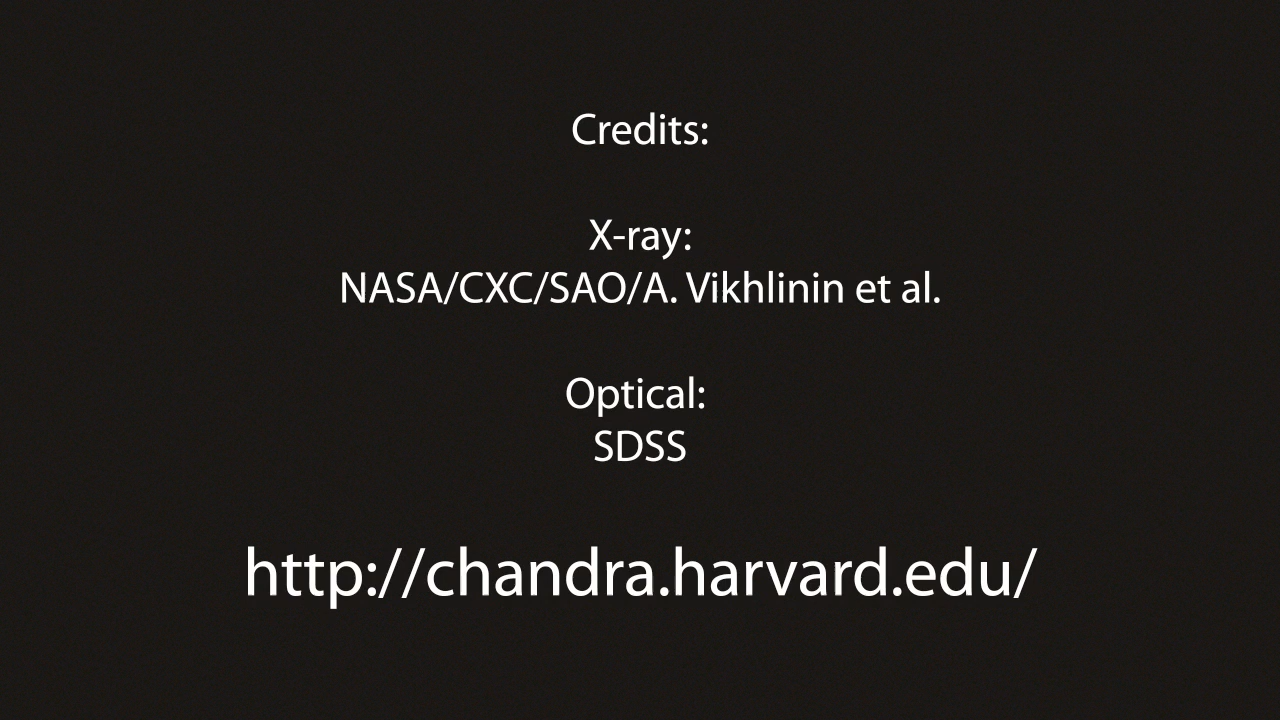 Credits:
X-ray:
NASA/CXC/SAO/A. Vikhlinin et al.
Optical:
SDSS
http://chandra.harvard.edu/